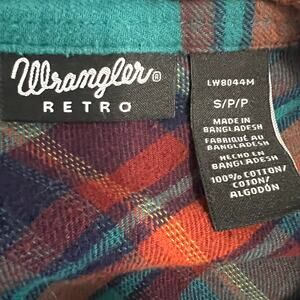 Wrangler®
RETRO
LW8044M
S/P/P
MADE IN
BANGLADESH
FABRIQUÉ AU
BANGLADESH
HECHO EN
BANGLADESH
100% COTTON/
COTON/
ALGODÓN